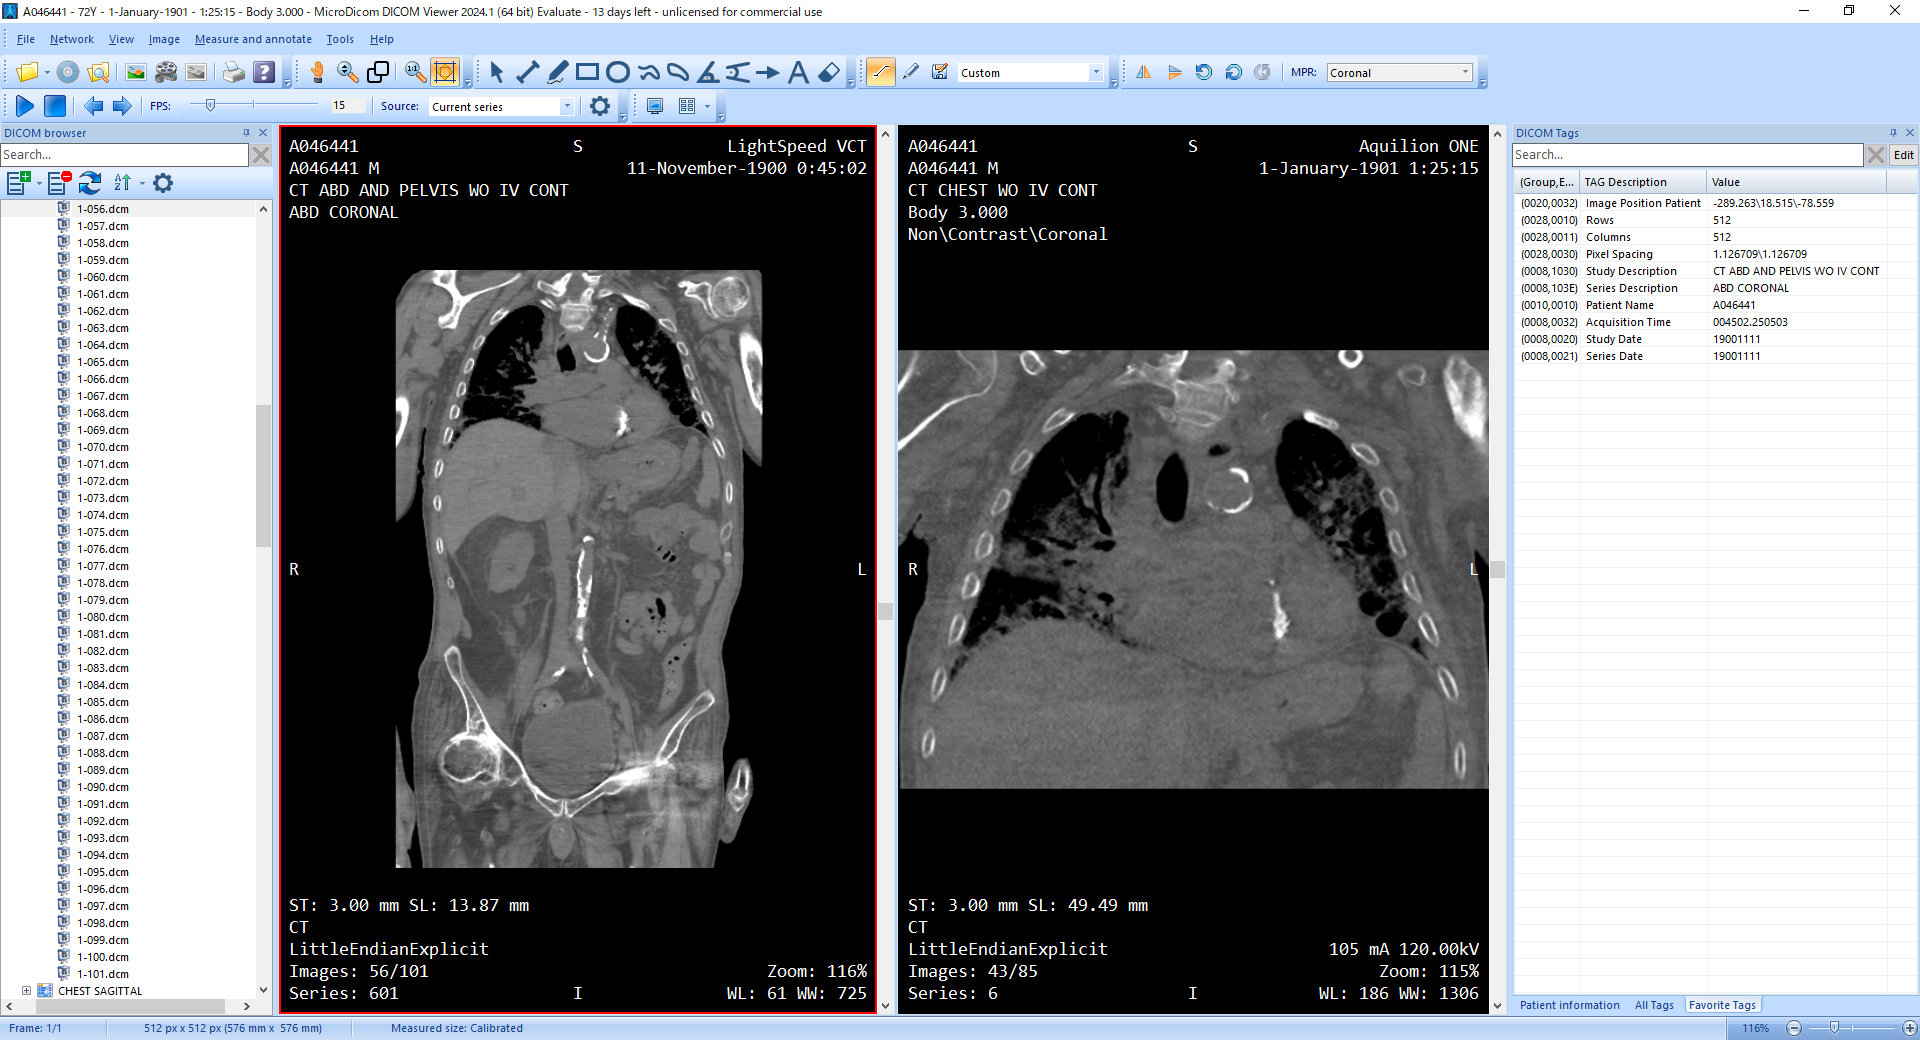 A046441 - 72Y - 1-January-1901 - 1:25:15 - Body 3.000 - MicroDicom DICOM Viewer 2024.1 (64 bit) Evaluate - 13 days left - unlicensed for commercial use
File Network View Image Measure and annotate Tools Help
1:1 A Custom MPR: Coronal
FPS: 15 Source: Current series
DICOM browser
Search...
1-056.dcm
1-057.dcm
1-058.dcm
1-059.dcm
1-060.dcm
1-061.dcm
1-062.dcm
1-063.dcm
1-064.dcm
1-065.dcm
1-066.dcm
1-067.dcm
1-068.dcm
1-069.dcm
1-070.dcm
1-071.dcm
1-072.dcm
1-073.dcm
1-074.dcm
1-075.dcm
1-076.dcm
1-077.dcm
1-078.dcm
1-079.dcm
1-080.dcm
1-081.dcm
1-082.dcm
1-083.dcm
1-084.dcm
1-085.dcm
1-086.dcm
1-087.dcm
1-088.dcm
1-089.dcm
1-090.dcm
1-091.dcm
1-092.dcm
1-093.dcm
1-094.dcm
1-095.dcm
1-096.dcm
1-097.dcm
1-098.dcm
1-099.dcm
1-100.dcm
1-101.dcm
CHEST SAGITTAL
A046441 S LightSpeed VCT
A046441 M 11-November-1900 0:45:02
CT ABD AND PELVIS WO IV CONT
ABD CORONAL
R L
ST: 3.00 mm SL: 13.87 mm
CT
LittleEndianExplicit
Images: 56/101 Zoom: 116%
Series: 601 I WL: 61 WW: 725
A046441 S Aquilion ONE
A046441 M 1-January-1901 1:25:15
CT CHEST WO IV CONT
Body 3.000
Non\Contrast\Coronal
R L
ST: 3.00 mm SL: 49.49 mm
CT
LittleEndianExplicit 105 mA 120.00kV
Images: 43/85 Zoom: 115%
Series: 6 I WL: 186 WW: 1306
DICOM Tags
Search... Edit
(Group,E... TAG Description Value
(0020,0032) Image Position Patient -289.263\18.515\-78.559
(0028,0010) Rows 512
(0028,0011) Columns 512
(0028,0030) Pixel Spacing 1.126709\1.126709
(0008,1030) Study Description CT ABD AND PELVIS WO IV CONT
(0008,103E) Series Description ABD CORONAL
(0010,0010) Patient Name A046441
(0008,0032) Acquisition Time 004502.250503
(0008,0020) Study Date 19001111
(0008,0021) Series Date 19001111
Patient information All Tags Favorite Tags
Frame: 1/1 512 px x 512 px (576 mm x 576 mm) Measured size: Calibrated 116%